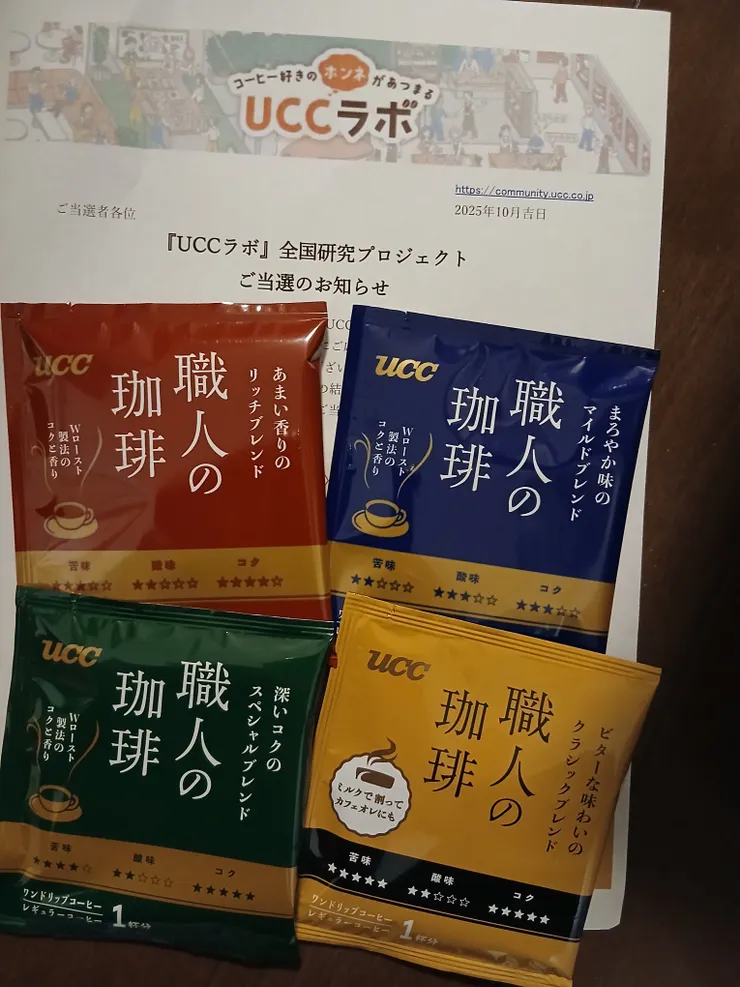 コーヒー好きのホンネがあつまる
UCCラボ
https://community.ucc.co.jp
ご当選者各位
2025年10月吉日
『UCCラボ』全国研究プロジェクト
ご当選のお知らせ
UCC
ucc
あまい香りの
リッチブレンド
職人の
珈琲
Wロースト
製法の
コクと香り
苦味 酸味 コク
★★★☆☆ ★★☆☆☆ ★★★★☆
ucc
まろやか味の
マイルドブレンド
職人の
珈琲
Wロースト
製法の
コクと香り
苦味 酸味 コク
★★☆☆☆ ★★★☆☆ ★★★☆☆
ucc
深いコクの
スペシャルブレンド
職人の
珈琲
Wロースト
製法の
コクと香り
苦味 酸味 コク
★★★★☆ ★★☆☆☆ ★★★★★
ワンドリップコーヒー
レギュラーコーヒー 1杯分
ucc
ビターな味わいの
クラシックブレンド
職人の
珈琲
ミルクで割って
カフェオレにも
苦味 酸味 コク
★★★★★ ★★☆☆☆ ★★★★★
ワンドリップコーヒー
レギュラーコーヒー 1杯分